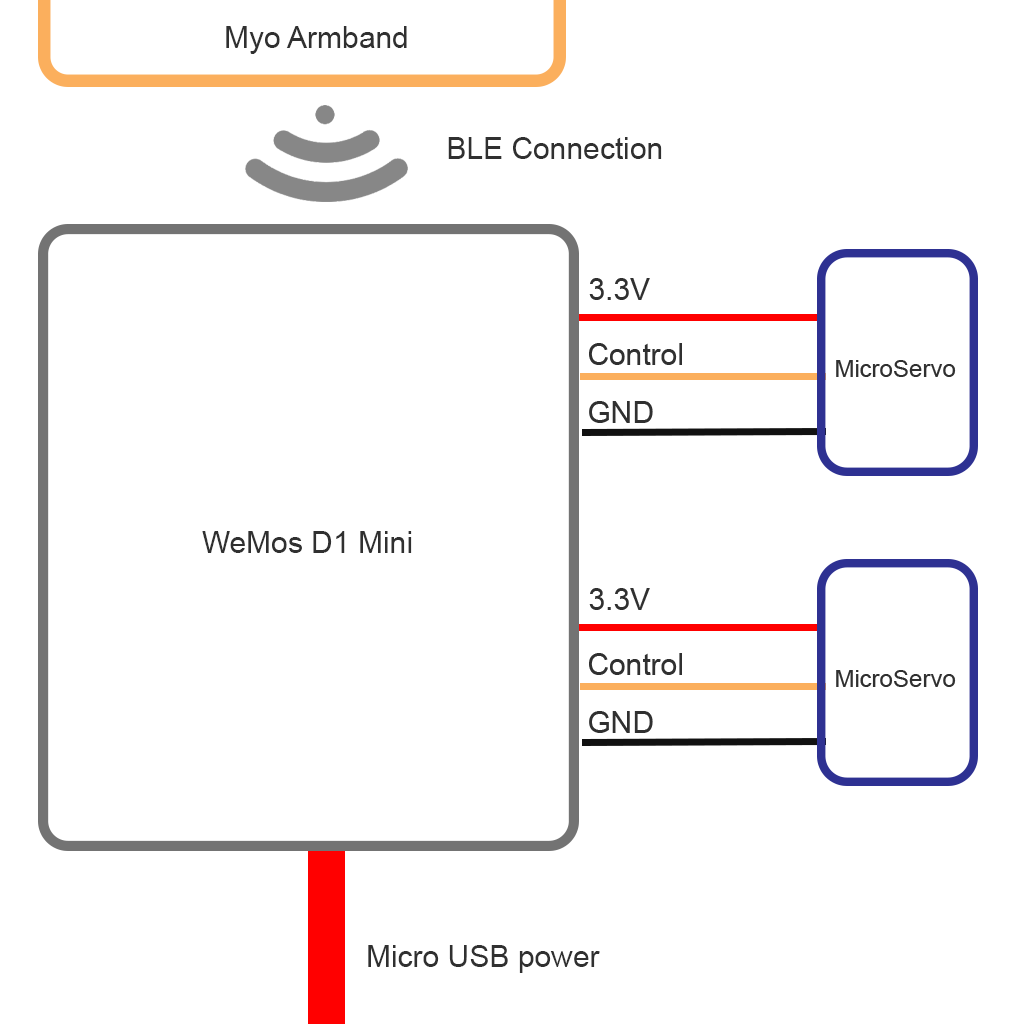 Myo Armband
BLE Connection
3.3V
Control
GND
MicroServo
WeMos D1 Mini
3.3V
Control
GND
MicroServo
Micro USB power